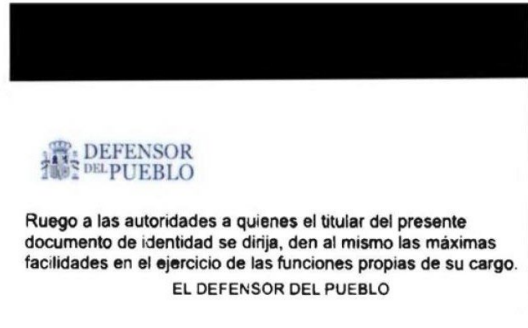 DEFENSOR
DEL PUEBLO
Ruego a las autoridades a quienes el titular del presente
documento de identidad se dirija, den al mismo las máximas
facilidades en el ejercicio de las funciones propias de su cargo.
EL DEFENSOR DEL PUEBLO